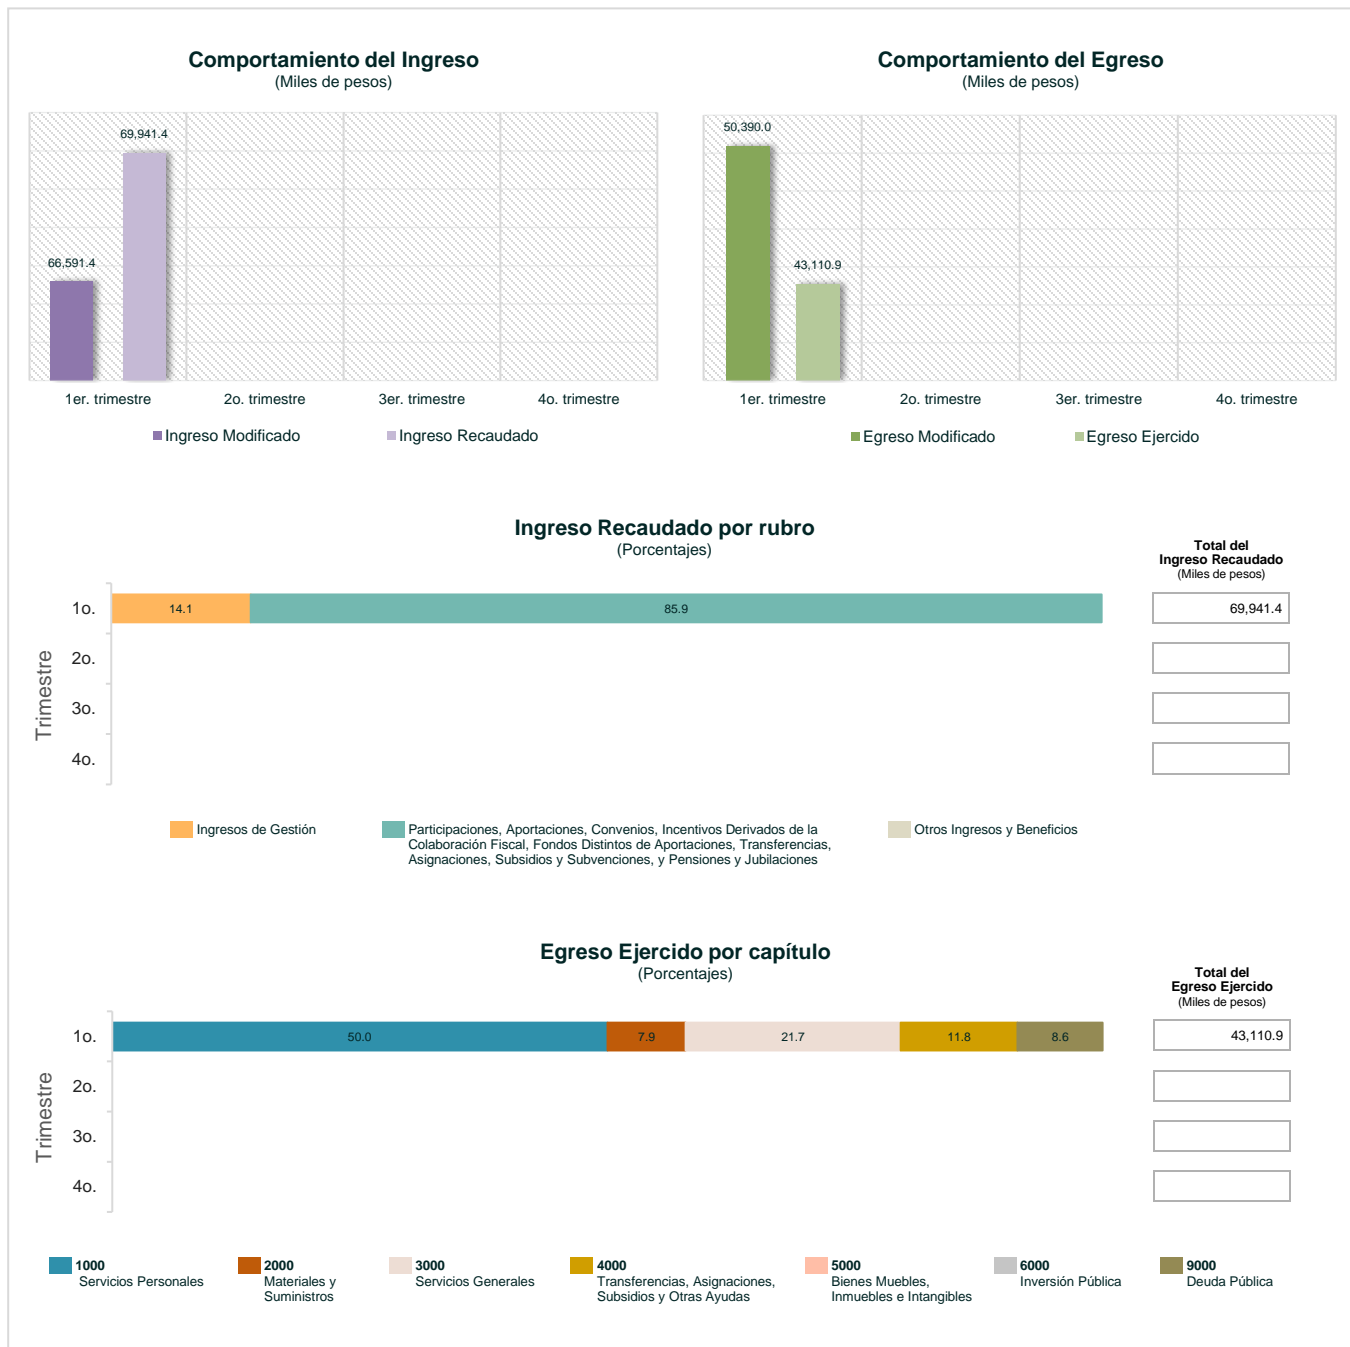 Comportamiento del Ingreso
(Miles de pesos)
69,941.4
66,591.4
1er. trimestre
2o. trimestre
3er. trimestre
4o. trimestre
Ingreso Modificado
Ingreso Recaudado
Comportamiento del Egreso
(Miles de pesos)
50,390.0
43,110.9
1er. trimestre
2o. trimestre
3er. trimestre
4o. trimestre
Egreso Modificado
Egreso Ejercido
Ingreso Recaudado por rubro
(Porcentajes)
Total del
Ingreso Recaudado
(Miles de pesos)
Trimestre
1o.
14.1
85.9
69,941.4
2o.
3o.
4o.
Ingresos de Gestión
Participaciones, Aportaciones, Convenios, Incentivos Derivados de la
Colaboración Fiscal, Fondos Distintos de Aportaciones, Transferencias,
Asignaciones, Subsidios y Subvenciones, y Pensiones y Jubilaciones
Otros Ingresos y Beneficios
Egreso Ejercido por capítulo
(Porcentajes)
Total del
Egreso Ejercido
(Miles de pesos)
Trimestre
1o.
50.0
7.9
21.7
11.8
8.6
43,110.9
2o.
3o.
4o.
1000
Servicios Personales
2000
Materiales y
Suministros
3000
Servicios Generales
4000
Transferencias, Asignaciones,
Subsidios y Otras Ayudas
5000
Bienes Muebles,
Inmuebles e Intangibles
6000
Inversión Pública
9000
Deuda Pública